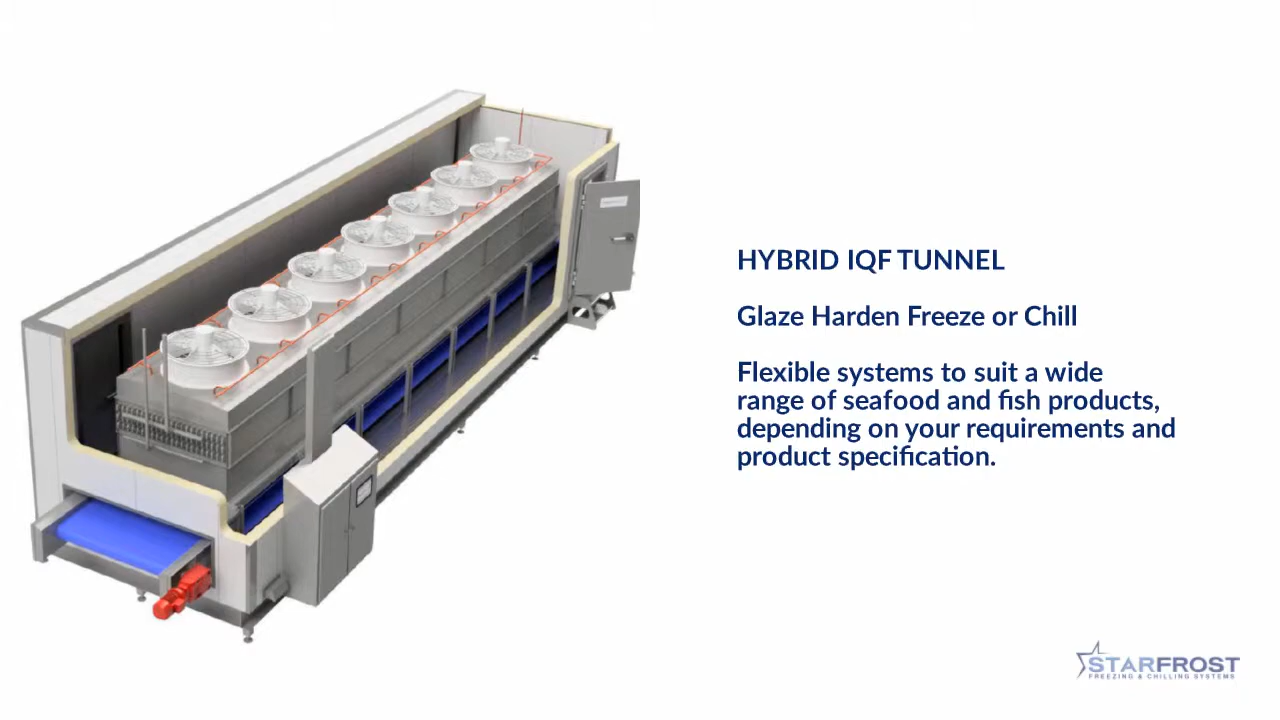 HYBRID IQF TUNNEL
Glaze Harden Freeze or Chill
Flexible systems to suit a wide
range of seafood and fish products,
depending on your requirements and
product specification.
STARFROST
FREEZING & CHILLING SYSTEMS